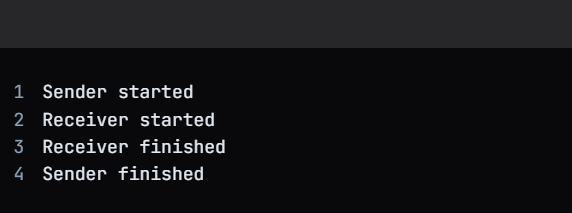 1 Sender started
2 Receiver started
3 Receiver finished
4 Sender finished